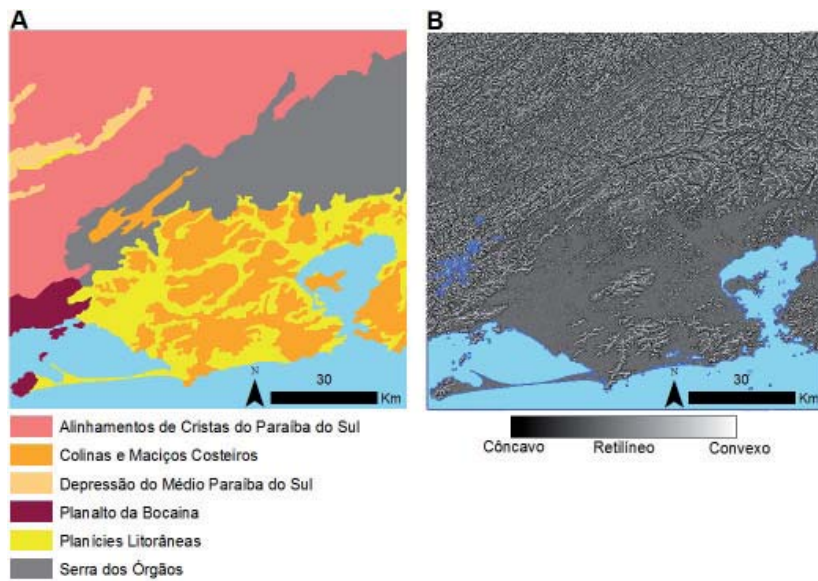 A
B
N
30
Km
N
30
Km
Alinhamentos de Cristas do Paraíba do Sul
Colinas e Maciços Costeiros
Depressão do Médio Paraíba do Sul
Planalto da Bocaina
Planícies Litorâneas
Serra dos Órgãos
Côncavo Retilíneo Convexo